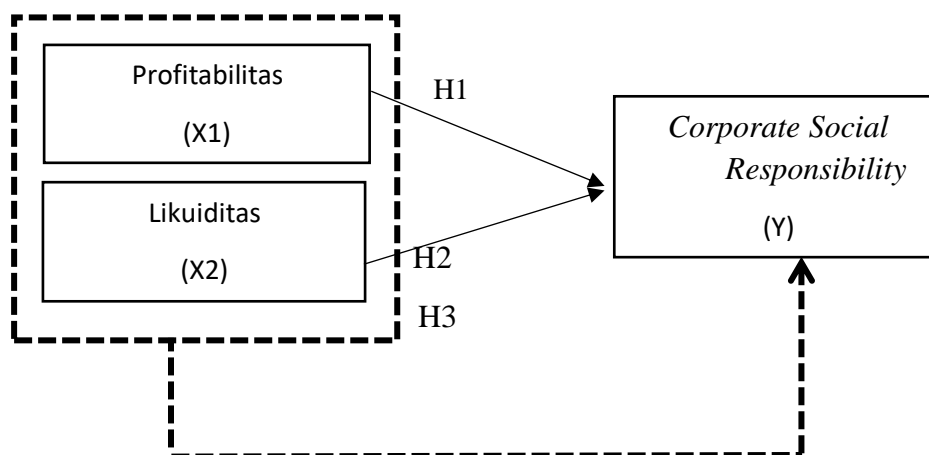 Profitabilitas
(X1)
H1
Corporate Social
Responsibility
(Y)
Likuiditas
(X2)
H2
H3